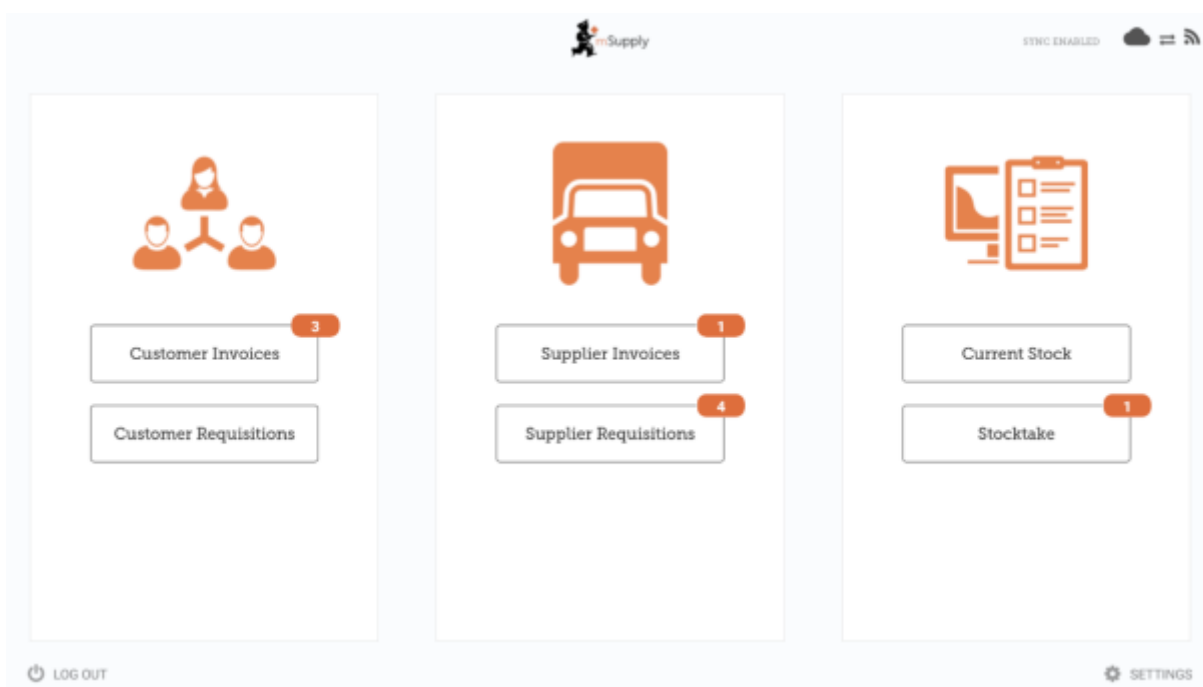 mSupply
SYNC ENABLED
3
Customer Invoices
Customer Requisitions
1
Supplier Invoices
4
Supplier Requisitions
Current Stock
1
Stocktake
LOG OUT
SETTINGS